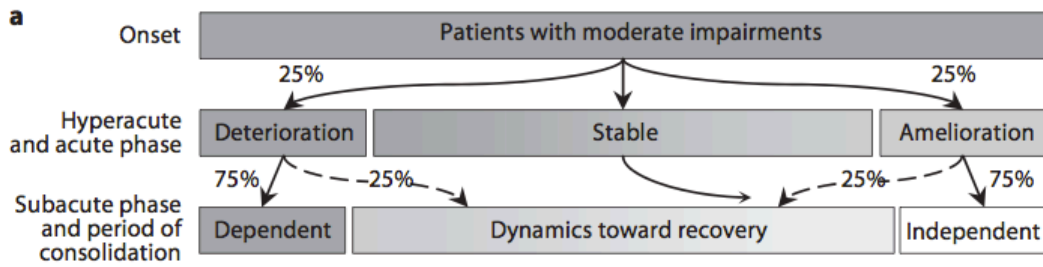 a
Onset
Patients with moderate impairments
25%
25%
Hyperacute
and acute phase
Deterioration
Stable
Amelioration
75%
25%
25%
75%
Subacute phase
and period of
consolidation
Dependent
Dynamics toward recovery
Independent